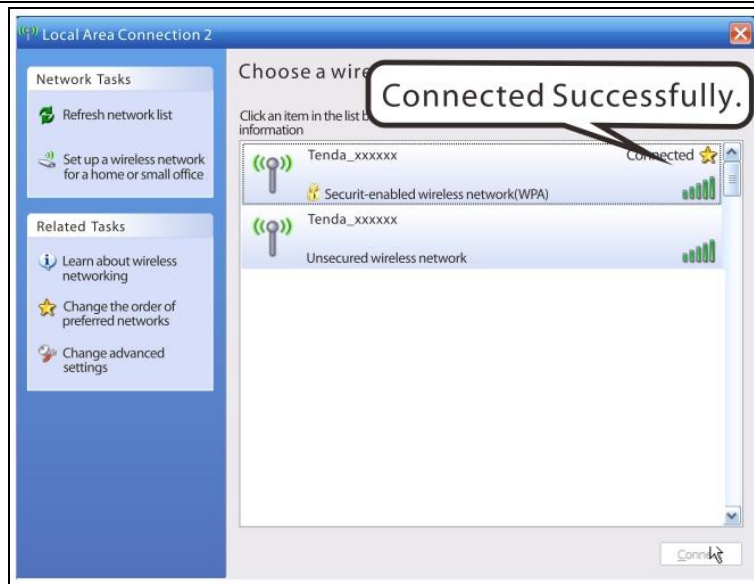 Local Area Connection 2
Network Tasks
Refresh network list
Set up a wireless network
for a home or small office
Related Tasks
Learn about wireless
networking
Change the order of
preferred networks
Change advanced
settings
Choose a wire
Connected Successfully.
Click an item in the list
information
Tenda_xxxxxx
Connected
Securit-enabled wireless network(WPA)
Tenda_xxxxxx
Unsecured wireless network